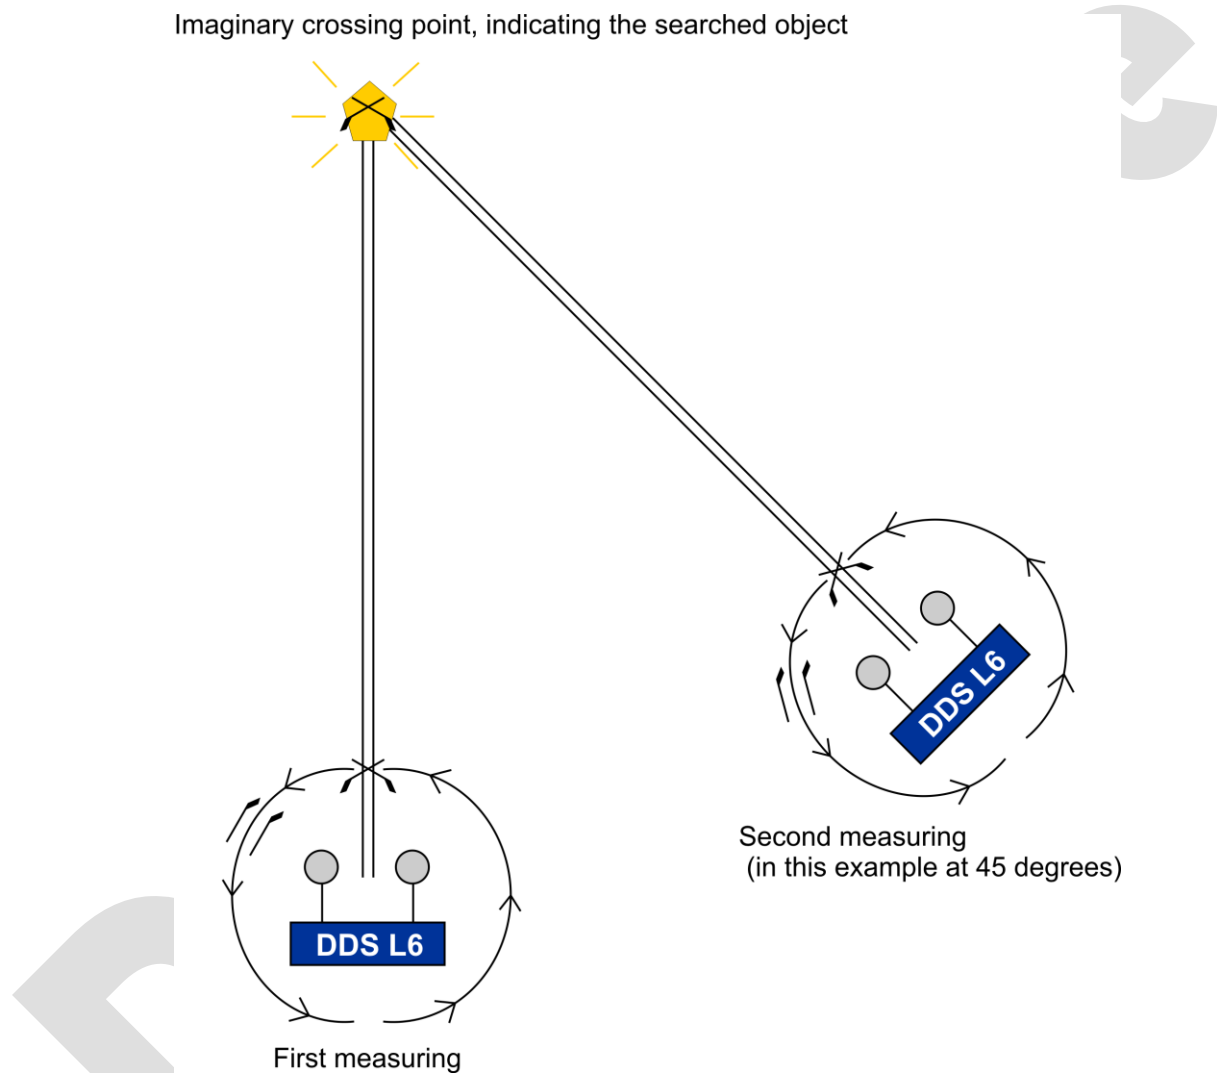 Imaginary crossing point, indicating the searched object
DDS L6
Second measuring
(in this example at 45 degrees)
DDS L6
First measuring